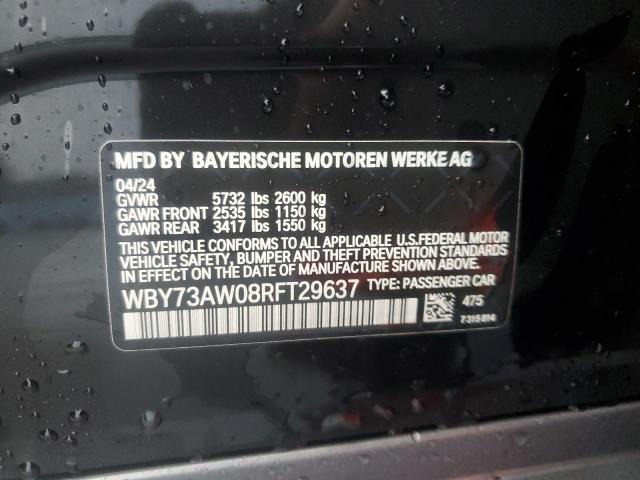 MFD BY BAYERISCHE MOTOREN WERKE AG
04/24
GVWR 5732 lbs 2600 kg
GAWR FRONT 2535 lbs 1150 kg
GAWR REAR 3417 lbs 1550 kg
THIS VEHICLE CONFORMS TO ALL APPLICABLE U.S.FEDERAL MOTOR
VEHICLE SAFETY, BUMPER AND THEFT PREVENTION STANDARDS
IN EFFECT ON THE DATE OF MANUFACTURE SHOWN ABOVE.
WBY73AW08RFT29637 TYPE: PASSENGER CAR
475
7315814